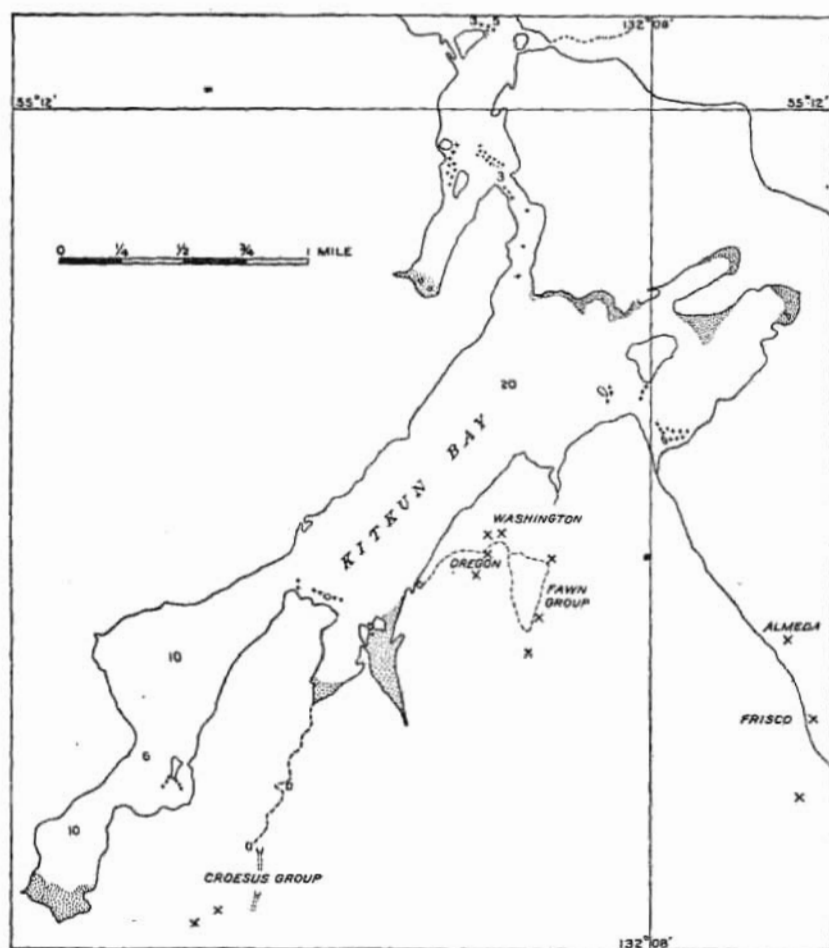 3 5
132°08'
55°12'
55°12'
3
0 1/4 1/2 3/4 1 MILE
20
KITKUN BAY
WASHINGTON
OREGON
FAWN
GROUP
ALMEDA
10
FRISCO
6
10
CROESUS GROUP
132°08'